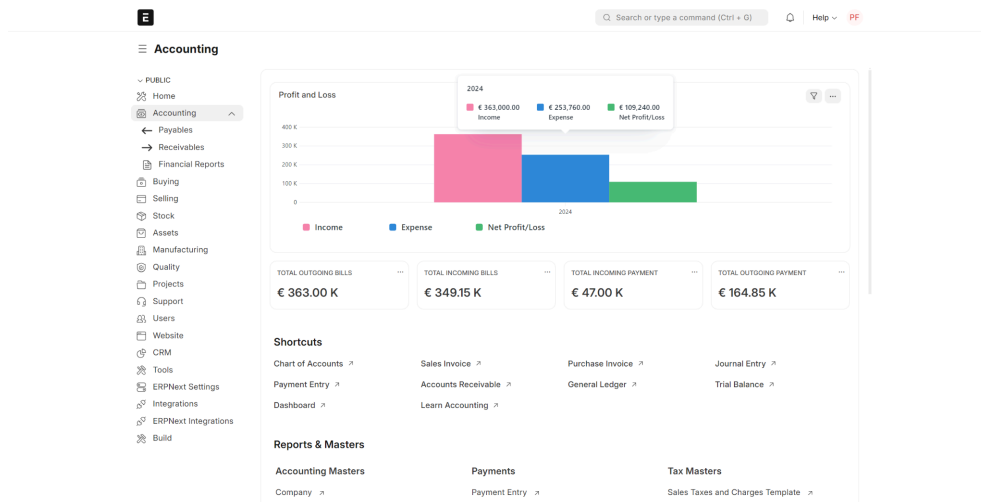 E
Search or type a command (Ctrl + G)
Help
PF
Accounting
PUBLIC
Home
Accounting
Payables
Receivables
Financial Reports
Buying
Selling
Stock
Assets
Manufacturing
Quality
Projects
Support
Users
Website
CRM
Tools
ERPNext Settings
Integrations
ERPNext Integrations
Build
Profit and Loss
2024
€ 363,000.00 € 253,760.00 € 109,240.00
Income Expense Net Profit/Loss
400 K
300 K
200 K
100 K
0
2024
Income Expense Net Profit/Loss
TOTAL OUTGOING BILLS
€ 363.00 K
TOTAL INCOMING BILLS
€ 349.15 K
TOTAL INCOMING PAYMENT
€ 47.00 K
TOTAL OUTGOING PAYMENT
€ 164.85 K
Shortcuts
Chart of Accounts Sales Invoice Purchase Invoice Journal Entry
Payment Entry Accounts Receivable General Ledger Trial Balance
Dashboard Learn Accounting
Reports & Masters
Accounting Masters Payments Tax Masters
Company Payment Entry Sales Taxes and Charges Template